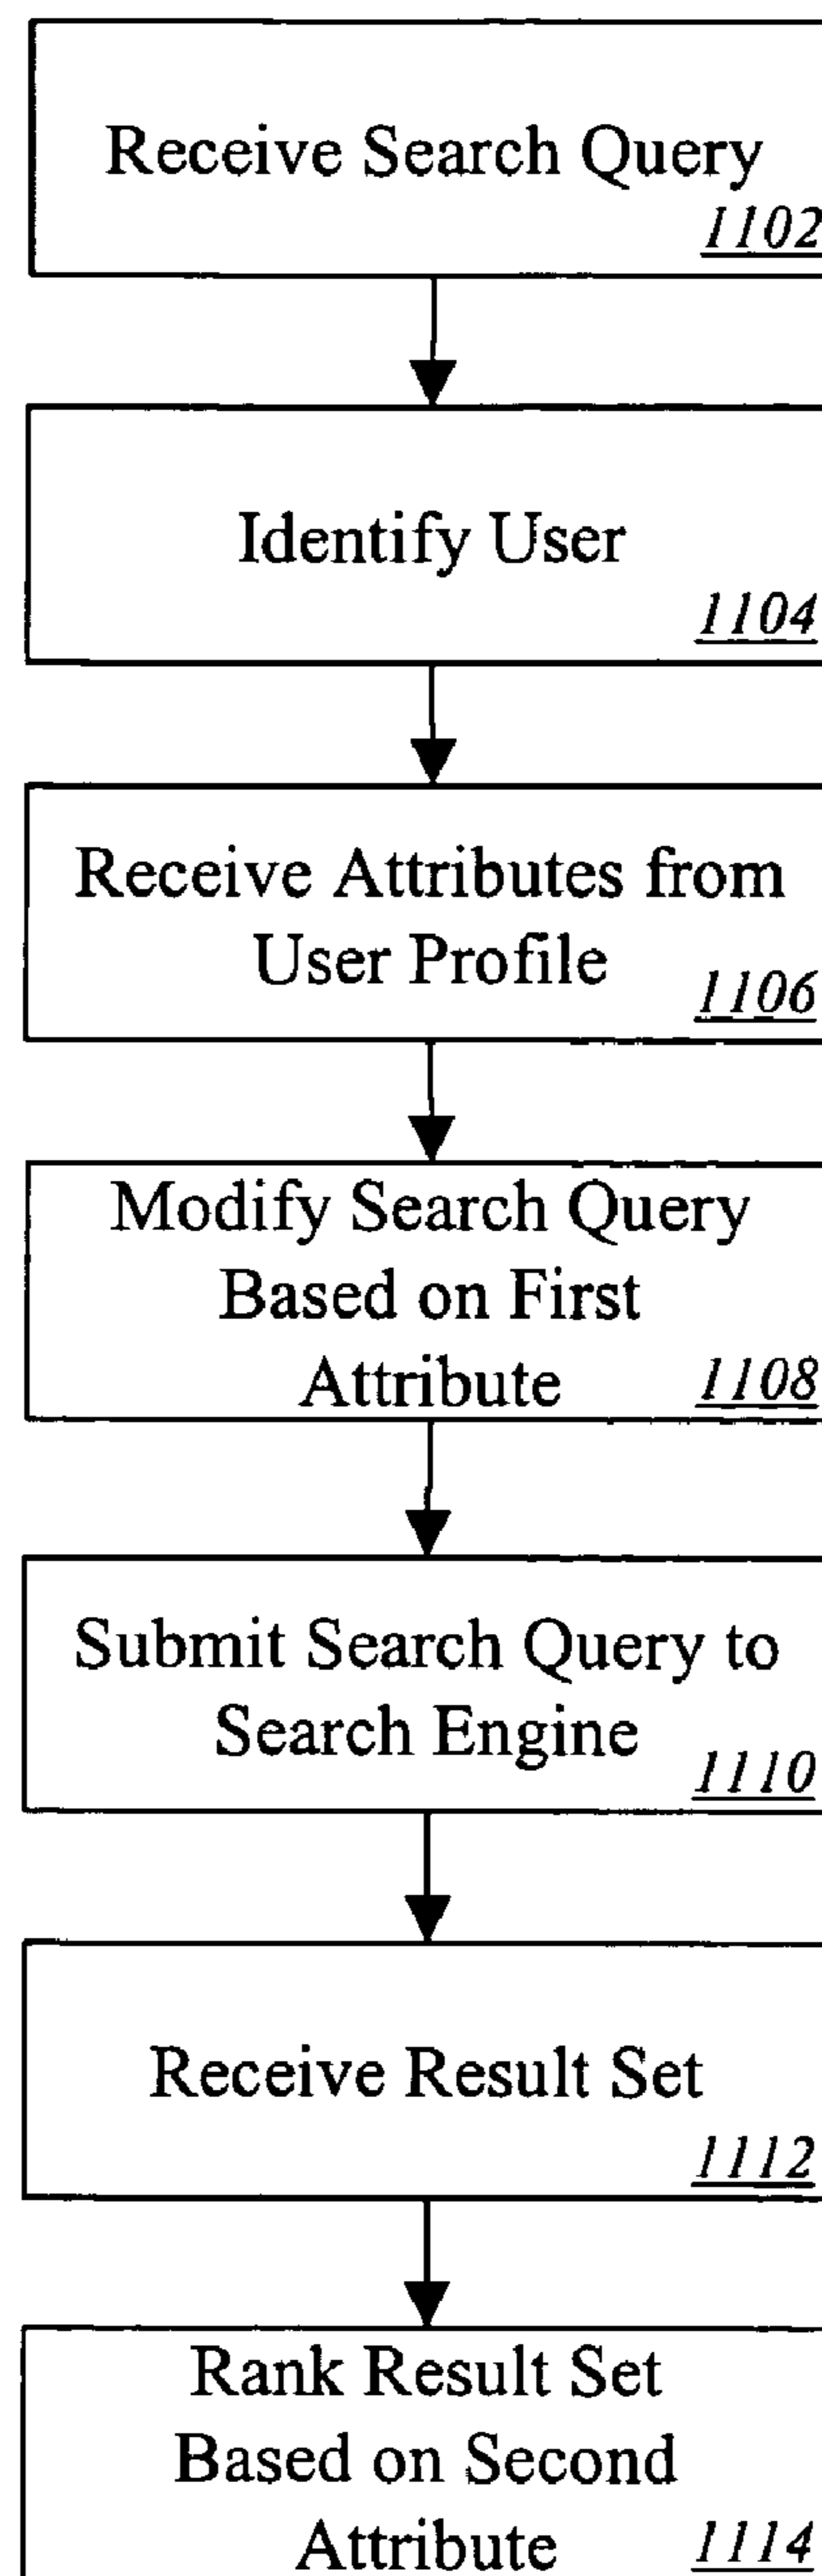 Receive Search Query
1102
Identify User
1104
Receive Attributes from
User Profile
1106
Modify Search Query
Based on First
Attribute
1108
Submit Search Query to
Search Engine
1110
Receive Result Set
1112
Rank Result Set
Based on Second
Attribute
1114